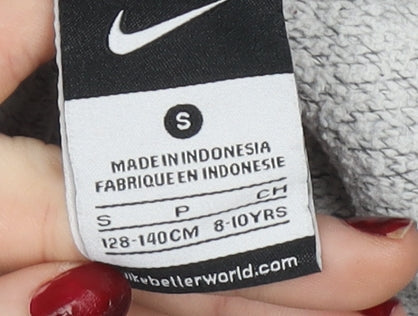 S
MADE IN INDONESIA
FABRIQUE EN INDONESIE
S P CH
128-140CM 8-10YRS
ikebetterworld.com